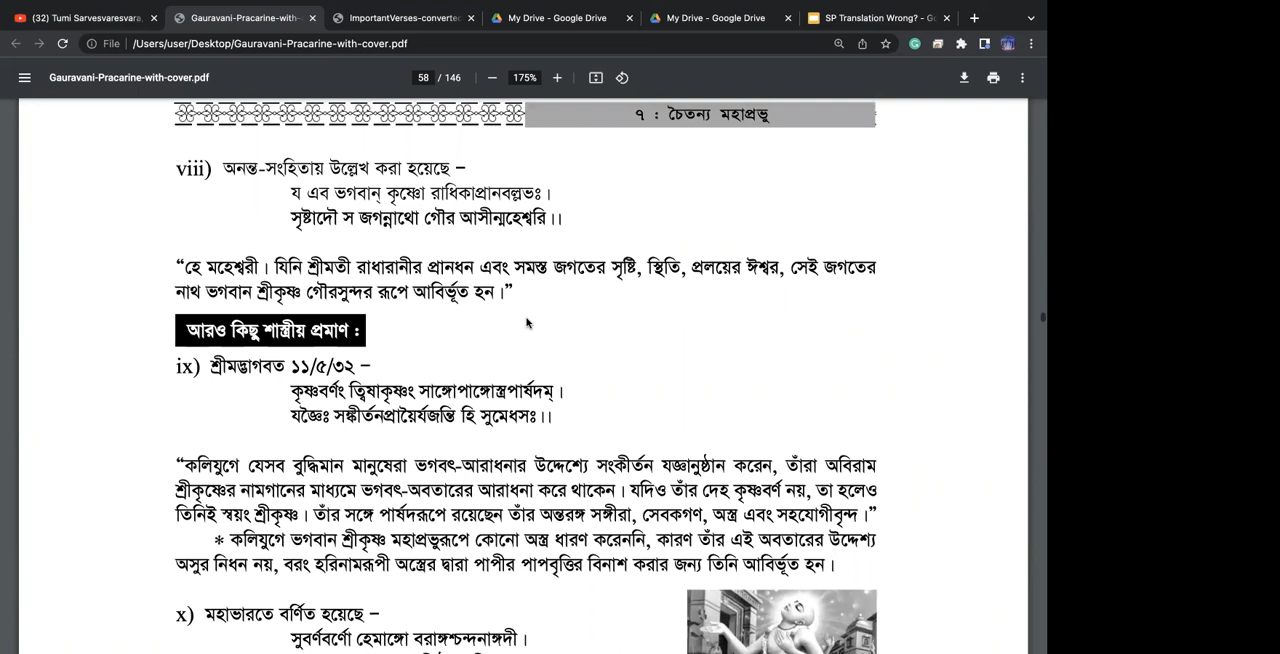 (32) Tumi Sarvesvaresvara,
Gauravani-Pracarine-with-
ImportantVerses-converted
My Drive - Google Drive
My Drive - Google Drive
SP Translation Wrong? - Go
File | /Users/user/Desktop/Gauravani-Pracarine-with-cover.pdf
Gauravani-Pracarine-with-cover.pdf
58 / 146
175%
৭ : চৈতন্য মহাপ্রভু
viii) অনন্ত-সংহিতায় উল্লেখ করা হয়েছে –
য এব ভগবান্ কৃষ্ণো রাধিকাপ্রানবল্লভঃ।
সৃষ্টাদৌ স জগন্নাথো গৌর আসীন্মহেশ্বরি।।
“হে মহেশ্বরী। যিনি শ্রীমতী রাধারানীর প্রানধন এবং সমস্ত জগতের সৃষ্টি, স্থিতি, প্রলয়ের ঈশ্বর, সেই জগতের
নাথ ভগবান শ্রীকৃষ্ণ গৌরসুন্দর রূপে আবির্ভূত হন।”
আরও কিছু শাস্ত্রীয় প্রমাণ :
ix) শ্রীমদ্ভাগবত ১১/৫/৩২ –
কৃষ্ণবর্ণং ত্বিষাকৃষ্ণং সাঙ্গোপাঙ্গোস্ত্রপার্ষদম্।
যজ্ঞৈঃ সঙ্কীর্তনপ্রায়ৈর্যজন্তি হি সুমেধসঃ।।
“কলিযুগে যেসব বুদ্ধিমান মানুষেরা ভগবৎ-আরাধনার উদ্দেশ্যে সংকীর্তন যজ্ঞানুষ্ঠান করেন, তাঁরা অবিরাম
শ্রীকৃষ্ণের নামগানের মাধ্যমে ভগবৎ-অবতারের আরাধনা করে থাকেন। যদিও তাঁর দেহ কৃষ্ণবর্ণ নয়, তা হলেও
তিনিই স্বয়ং শ্রীকৃষ্ণ। তাঁর সঙ্গে পার্ষদরূপে রয়েছেন তাঁর অন্তরঙ্গ সঙ্গীরা, সেবকগণ, অস্ত্র এবং সহযোগীবৃন্দ।”
* কলিযুগে ভগবান শ্রীকৃষ্ণ মহাপ্রভুরূপে কোনো অস্ত্র ধারণ করেননি, কারণ তাঁর এই অবতারের উদ্দেশ্য
অসুর নিধন নয়, বরং হরিনামরূপী অস্ত্রের দ্বারা পাপীর পাপবৃত্তির বিনাশ করার জন্য তিনি আবির্ভূত হন।
x) মহাভারতে বর্ণিত হয়েছে –
সুবর্ণবর্ণো হেমাঙ্গো বরাঙ্গশ্চন্দনাঙ্গদী।